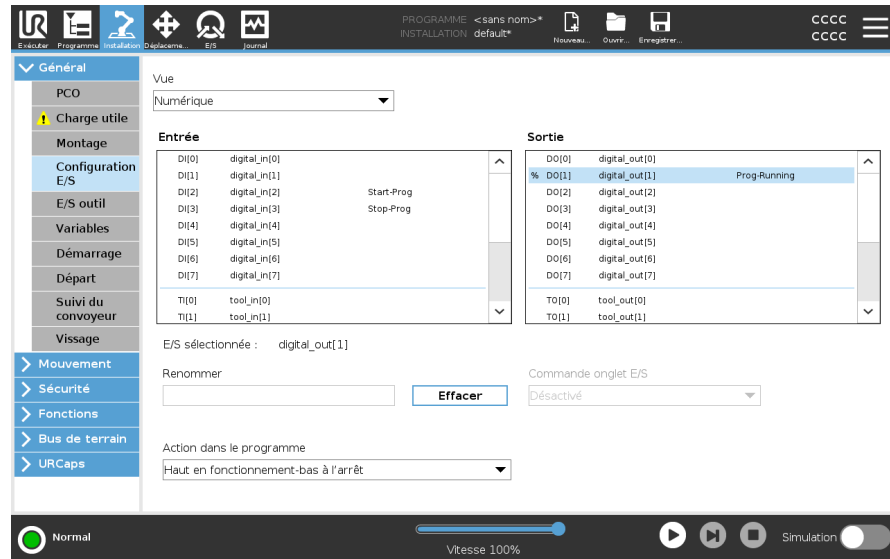 PROGRAMME <sans nom>*
INSTALLATION default*
CCCC
CCCC
Exécuter Programme Installation Déplaceme... E/S Journal Nouveau... Ouvrir... Enregistrer...
Général
PCO
Charge utile
Montage
Configuration
E/S
E/S outil
Variables
Démarrage
Départ
Suivi du
convoyeur
Vissage
Mouvement
Sécurité
Fonctions
Bus de terrain
URCaps
Vue
Numérique
Entrée
DI[0] digital_in[0]
DI[1] digital_in[1]
DI[2] digital_in[2] Start-Prog
DI[3] digital_in[3] Stop-Prog
DI[4] digital_in[4]
DI[5] digital_in[5]
DI[6] digital_in[6]
DI[7] digital_in[7]
TI[0] tool_in[0]
TI[1] tool_in[1]
Sortie
DO[0] digital_out[0]
% DO[1] digital_out[1] Prog-Running
DO[2] digital_out[2]
DO[3] digital_out[3]
DO[4] digital_out[4]
DO[5] digital_out[5]
DO[6] digital_out[6]
DO[7] digital_out[7]
TO[0] tool_out[0]
TO[1] tool_out[1]
E/S sélectionnée : digital_out[1]
Renommer
Effacer
Commande onglet E/S
Désactivé
Action dans le programme
Haut en fonctionnement-bas à l'arrêt
Normal
Vitesse 100%
Simulation